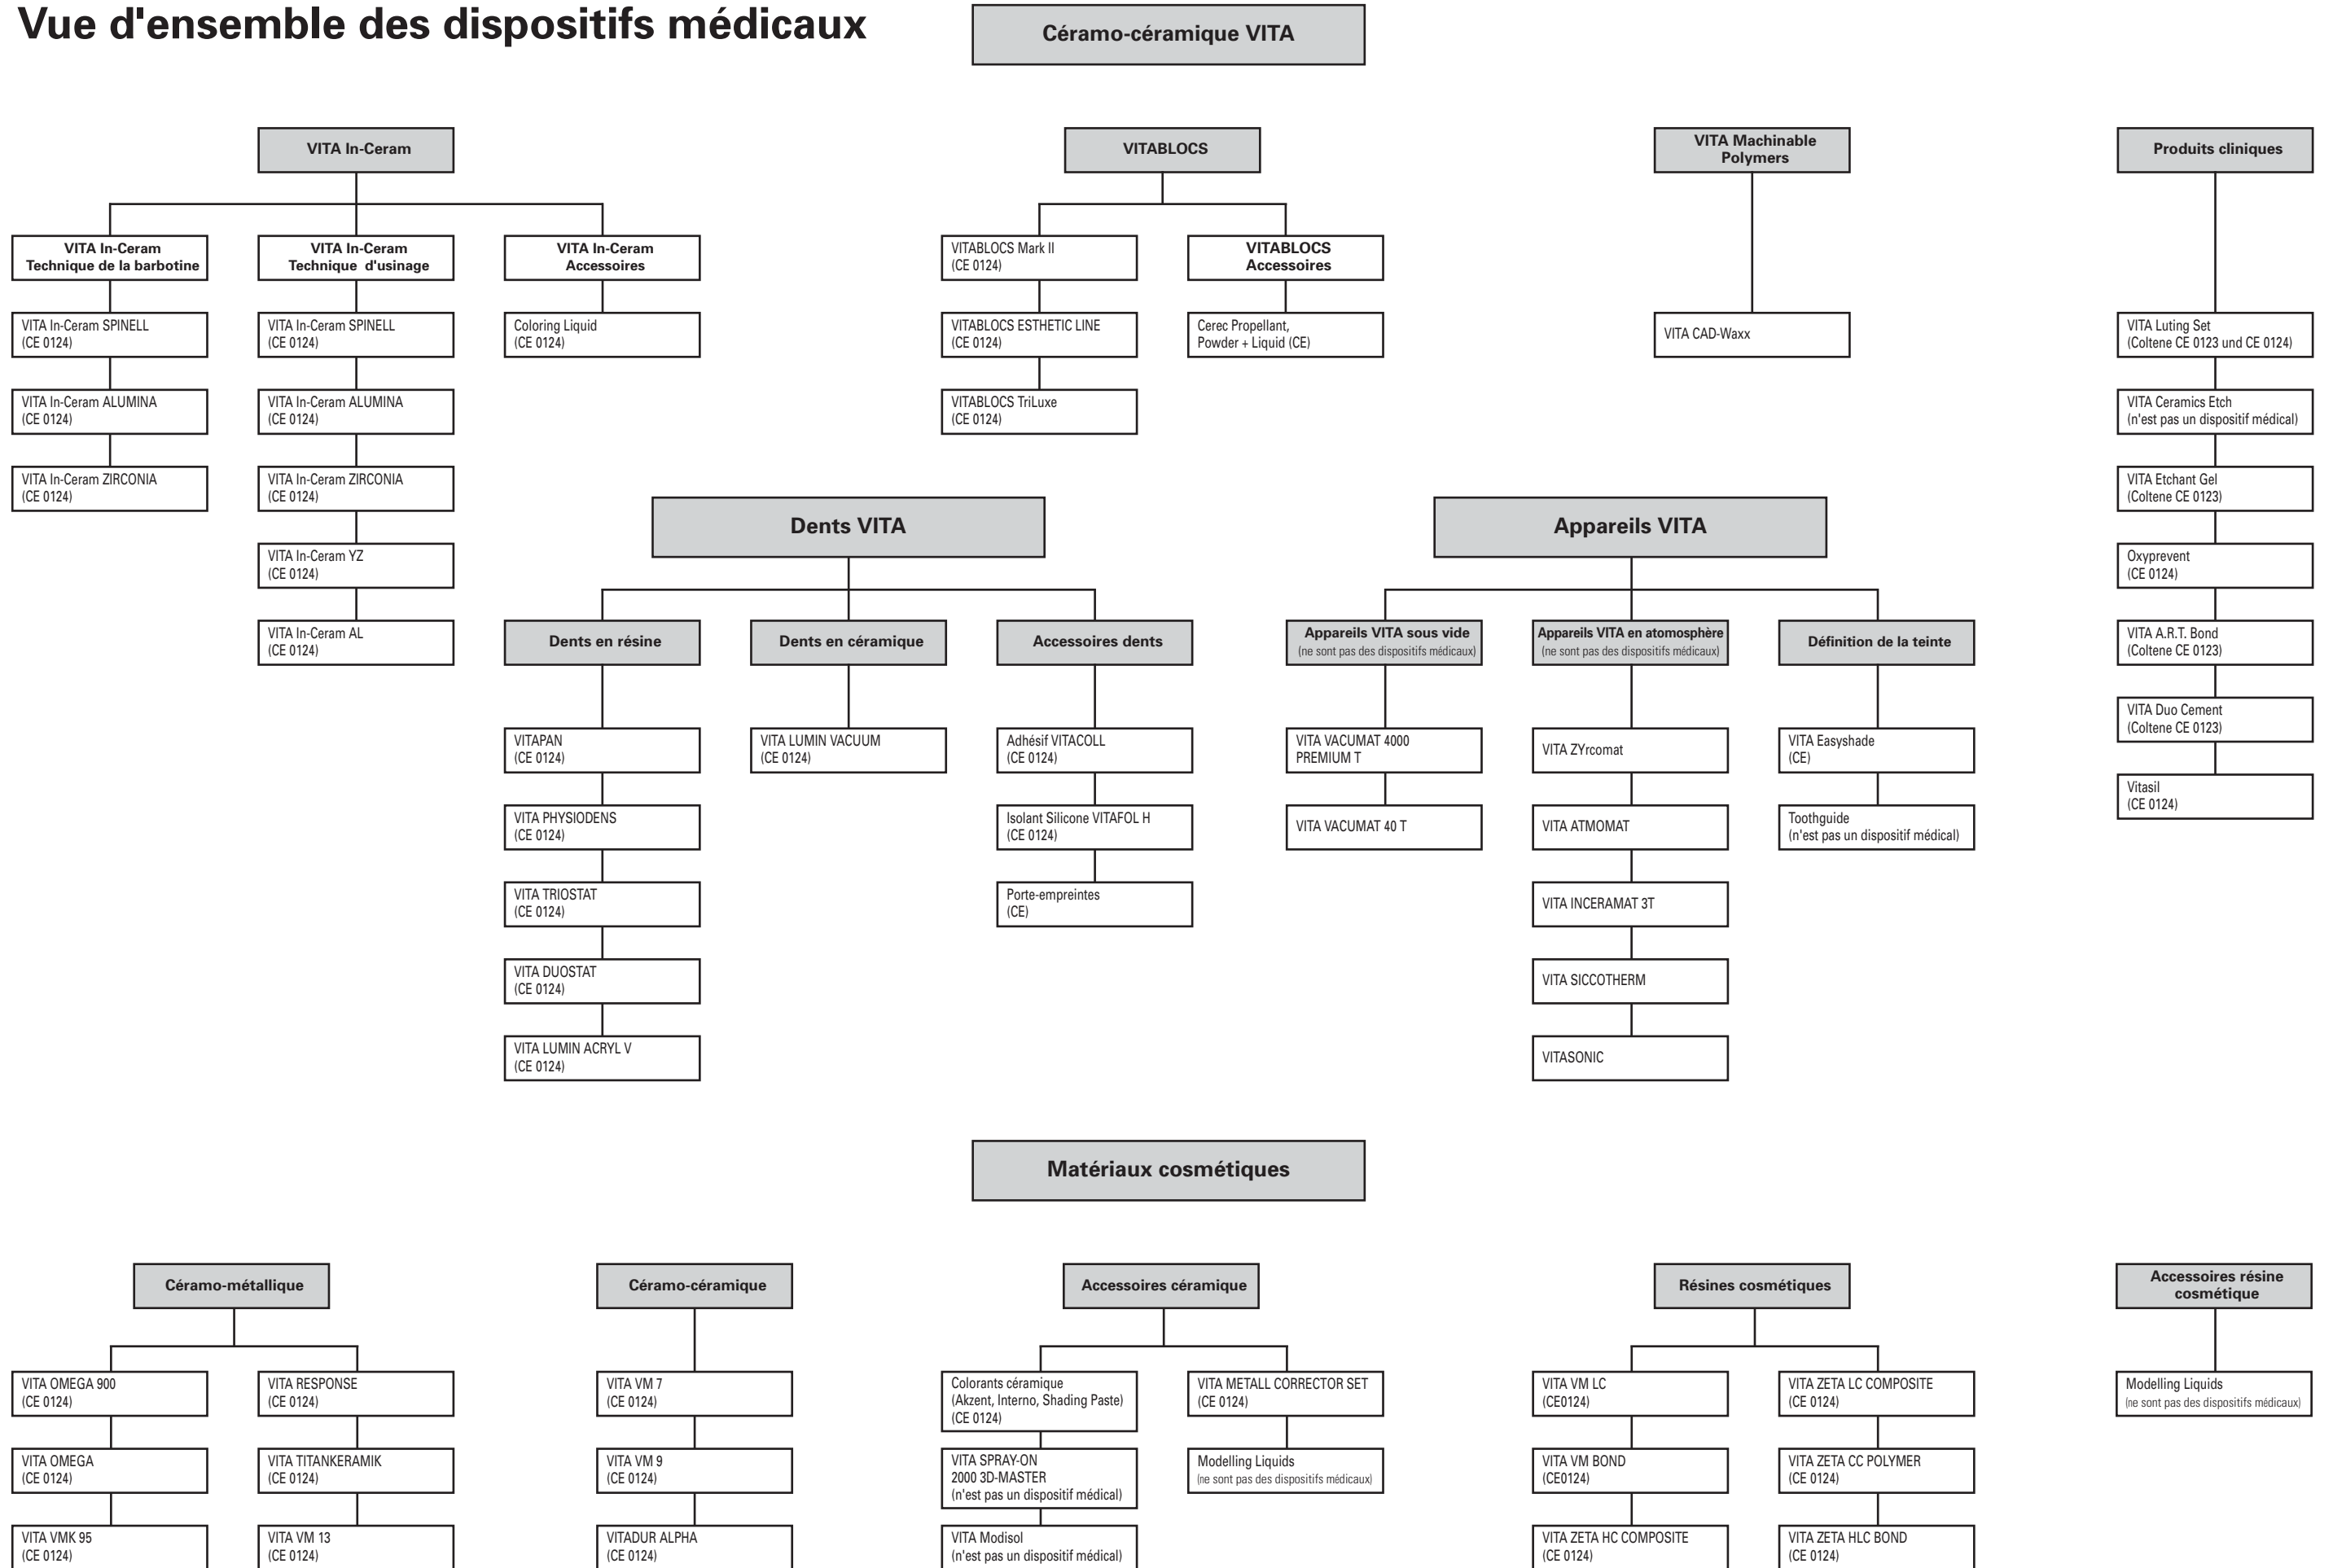 Vue d'ensemble des dispositifs médicaux
Céramo-céramique VITA
VITA In-Ceram
VITA In-Ceram
Technique de la barbotine
VITA In-Ceram SPINELL
(CE 0124)
VITA In-Ceram ALUMINA
(CE 0124)
VITA In-Ceram ZIRCONIA
(CE 0124)
VITA In-Ceram
Technique d'usinage
VITA In-Ceram SPINELL
(CE 0124)
VITA In-Ceram ALUMINA
(CE 0124)
VITA In-Ceram ZIRCONIA
(CE 0124)
VITA In-Ceram YZ
(CE 0124)
VITA In-Ceram AL
(CE 0124)
VITA In-Ceram
Accessoires
Coloring Liquid
(CE 0124)
VITABLOCS
VITABLOCS Mark II
(CE 0124)
VITABLOCS ESTHETIC LINE
(CE 0124)
VITABLOCS TriLuxe
(CE 0124)
VITABLOCS
Accessoires
Cerec Propellant,
Powder + Liquid (CE)
VITA Machinable
Polymers
VITA CAD-Waxx
Produits cliniques
VITA Luting Set
(Coltene CE 0123 und CE 0124)
VITA Ceramics Etch
(n'est pas un dispositif médical)
VITA Etchant Gel
(Coltene CE 0123)
Oxyprevent
(CE 0124)
VITA A.R.T. Bond
(Coltene CE 0123)
VITA Duo Cement
(Coltene CE 0123)
Vitasil
(CE 0124)
Dents VITA
Dents en résine
VITAPAN
(CE 0124)
VITA PHYSIODENS
(CE 0124)
VITA TRIOSTAT
(CE 0124)
VITA DUOSTAT
(CE 0124)
VITA LUMIN ACRYL V
(CE 0124)
Dents en céramique
VITA LUMIN VACUUM
(CE 0124)
Accessoires dents
Adhésif VITACOLL
(CE 0124)
Isolant Silicone VITAFOL H
(CE 0124)
Porte-empreintes
(CE)
Appareils VITA
Appareils VITA sous vide
(ne sont pas des dispositifs médicaux)
VITA VACUMAT 4000
PREMIUM T
VITA VACUMAT 40 T
Appareils VITA en atomosphère
(ne sont pas des dispositifs médicaux)
VITA ZYrcomat
VITA ATMOMAT
VITA INCERAMAT 3T
VITA SICCOTHERM
VITASONIC
Définition de la teinte
VITA Easyshade
(CE)
Toothguide
(n'est pas un dispositif médical)
Matériaux cosmétiques
Céramo-métallique
VITA OMEGA 900
(CE 0124)
VITA OMEGA
(CE 0124)
VITA VMK 95
(CE 0124)
VITA RESPONSE
(CE 0124)
VITA TITANKERAMIK
(CE 0124)
VITA VM 13
(CE 0124)
Céramo-céramique
VITA VM 7
(CE 0124)
VITA VM 9
(CE 0124)
VITADUR ALPHA
(CE 0124)
Accessoires céramique
Colorants céramique
(Akzent, Interno, Shading Paste)
(CE 0124)
VITA SPRAY-ON
2000 3D-MASTER
(n'est pas un dispositif médical)
VITA Modisol
(n'est pas un dispositif médical)
VITA METALL CORRECTOR SET
(CE 0124)
Modelling Liquids
(ne sont pas des dispositifs médicaux)
Résines cosmétiques
VITA VM LC
(CE0124)
VITA VM BOND
(CE0124)
VITA ZETA HC COMPOSITE
(CE 0124)
VITA ZETA LC COMPOSITE
(CE 0124)
VITA ZETA CC POLYMER
(CE 0124)
VITA ZETA HLC BOND
(CE 0124)
Accessoires résine
cosmétique
Modelling Liquids
(ne sont pas des dispositifs médicaux)